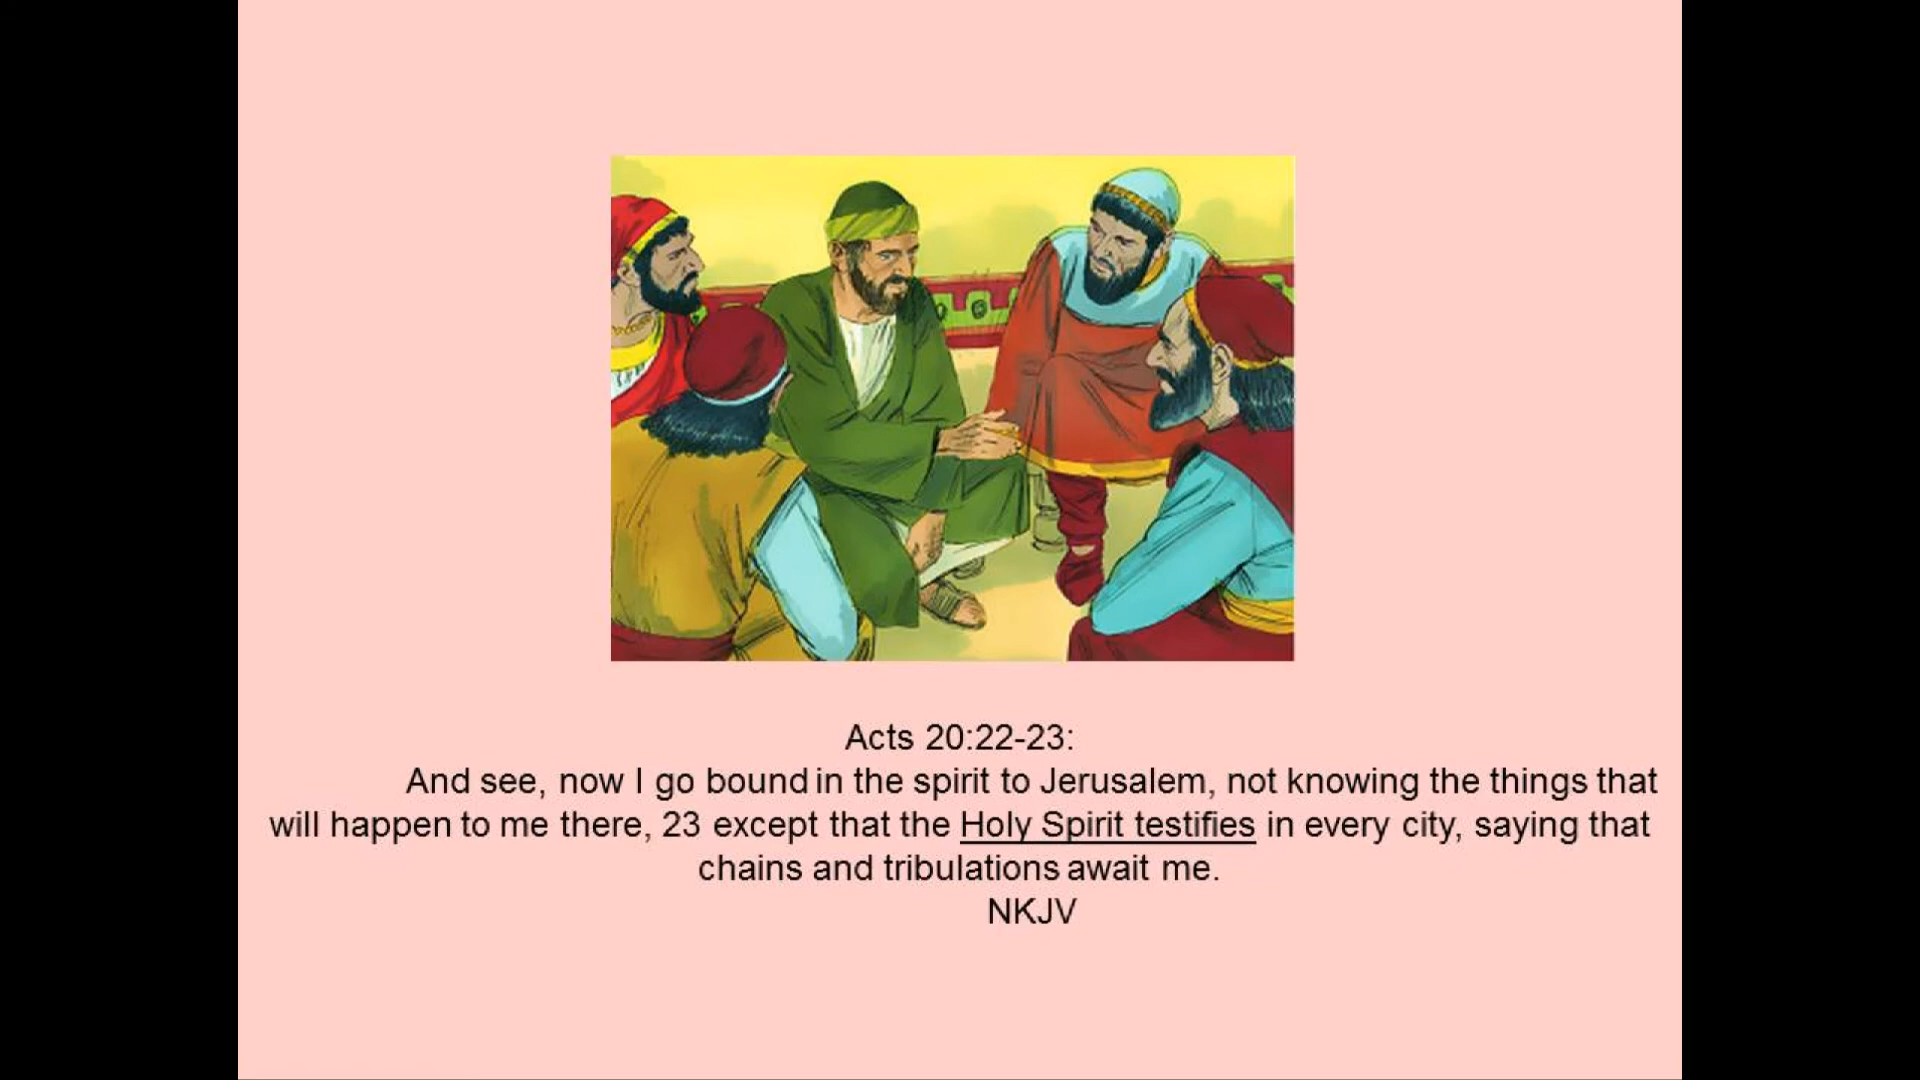 Acts 20:22-23:
And see, now I go bound in the spirit to Jerusalem, not knowing the things that
will happen to me there, 23 except that the Holy Spirit testifies in every city, saying that
chains and tribulations await me.
NKJV